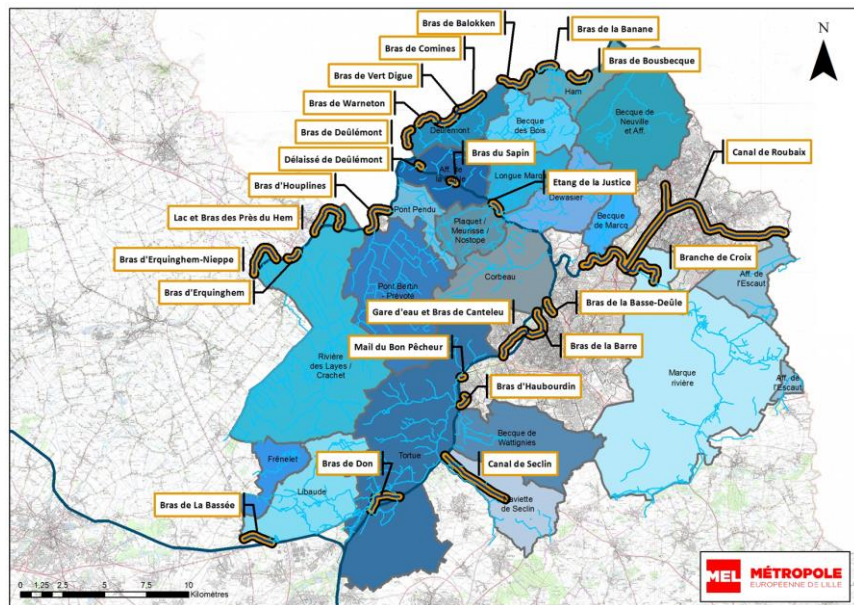 Bras de Balokken
Bras de la Banane
Bras de Comines
Bras de Bousbecque
Bras de Vert Digue
Bras de Warneton
Bras de Deûlémont
Délaissé de Deûlémont
Bras d'Houplines
Lac et Bras des Près du Hem
Bras d'Erquinghem-Nieppe
Bras d'Erquinghem
Bras du Sapin
Etang de la Justice
Canal de Roubaix
Branche de Croix
Gare d'eau et Bras de Canteleu
Bras de la Basse-Deûle
Bras de la Barre
Mail du Bon Pêcheur
Bras d'Haubourdin
Bras de Don
Canal de Seclin
Bras de La Bassée
N
Ham
Deûlémont
Becque
des Bois
Becque de
Neuville
et Aff.
Aff. de
Longue Marq
Dewasier
Pont Pendu
Plaquet /
Meurisse /
Nostope
Becque
de Marcq
Corbeau
Pont Bertin
- Prévote
Rivière
des Layes /
Crachet
Aff. de
l'Escaut
Marque
rivière
Aff. de
l'Escaut
Becque de
Wattignies
Tortue
Frênelet
Libaude
Naviette
de Seclin
0 1,25 2,5 5 7,5 10
Kilomètres
MEL MÉTROPOLE
EUROPÉENNE DE LILLE